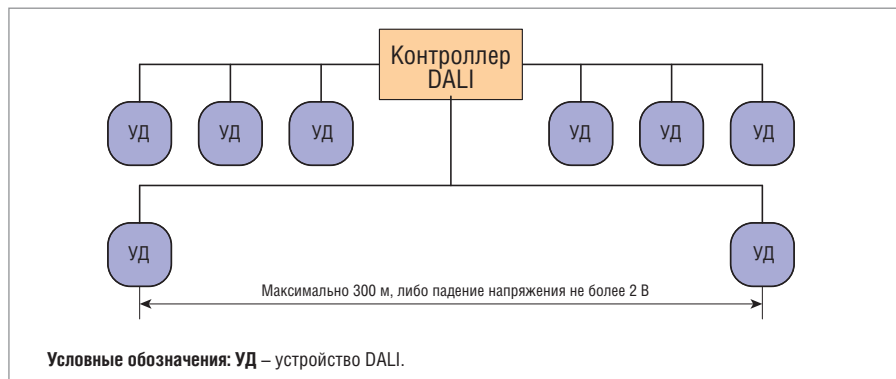 Контроллер
DALI
УД
УД
УД
УД
УД
УД
УД
УД
Максимально 300 м, либо падение напряжения не более 2 В
Условные обозначения: УД – устройство DALI.